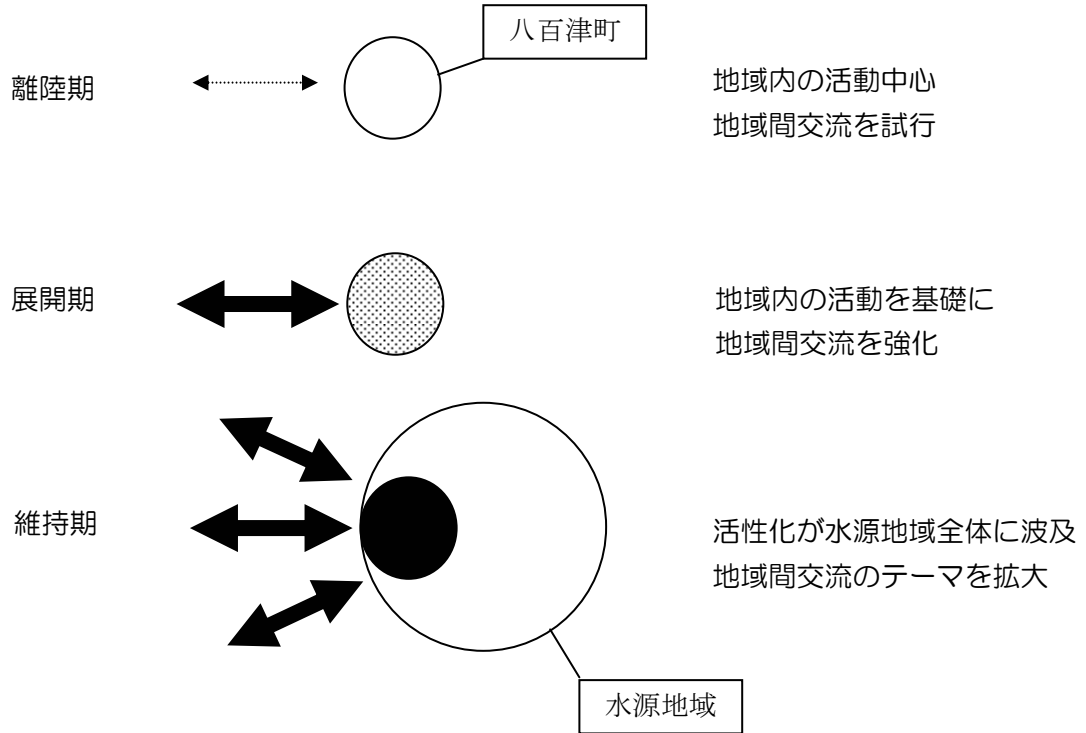 八百津町
離陸期
地域内の活動中心
地域間交流を試行
展開期
地域内の活動を基礎に
地域間交流を強化
維持期
活性化が水源地域全体に波及
地域間交流のテーマを拡大
水源地域